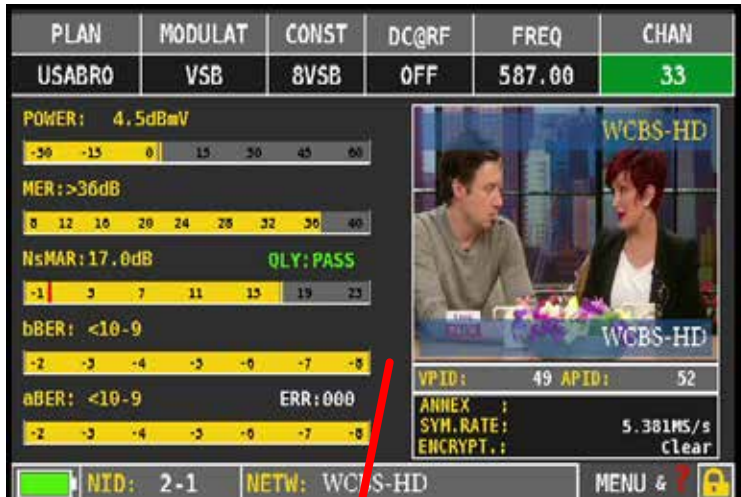 PLAN MODULAT CONST DC@RF FREQ CHAN
USABRO VSB 8VSB OFF 587.00 33
POWER: 4.5dBmV
-30 -15 0 15 30 45 60
MER:>36dB
8 12 16 20 24 28 32 36 40
NsMAR:17.0dB QLY:PASS
-1 3 7 11 15 19 23
bBER: <10-9
-2 -3 -4 -5 -6 -7 -8
aBER: <10-9 ERR:000
-2 -3 -4 -5 -6 -7 -8
WCBS-HD
WCBS-HD
VPID: 49 APID: 52
ANNEX :
SYM.RATE: 5.381MS/s
ENCRYPT.: Clear
NID: 2-1 NETW: WCBS-HD MENU & ?